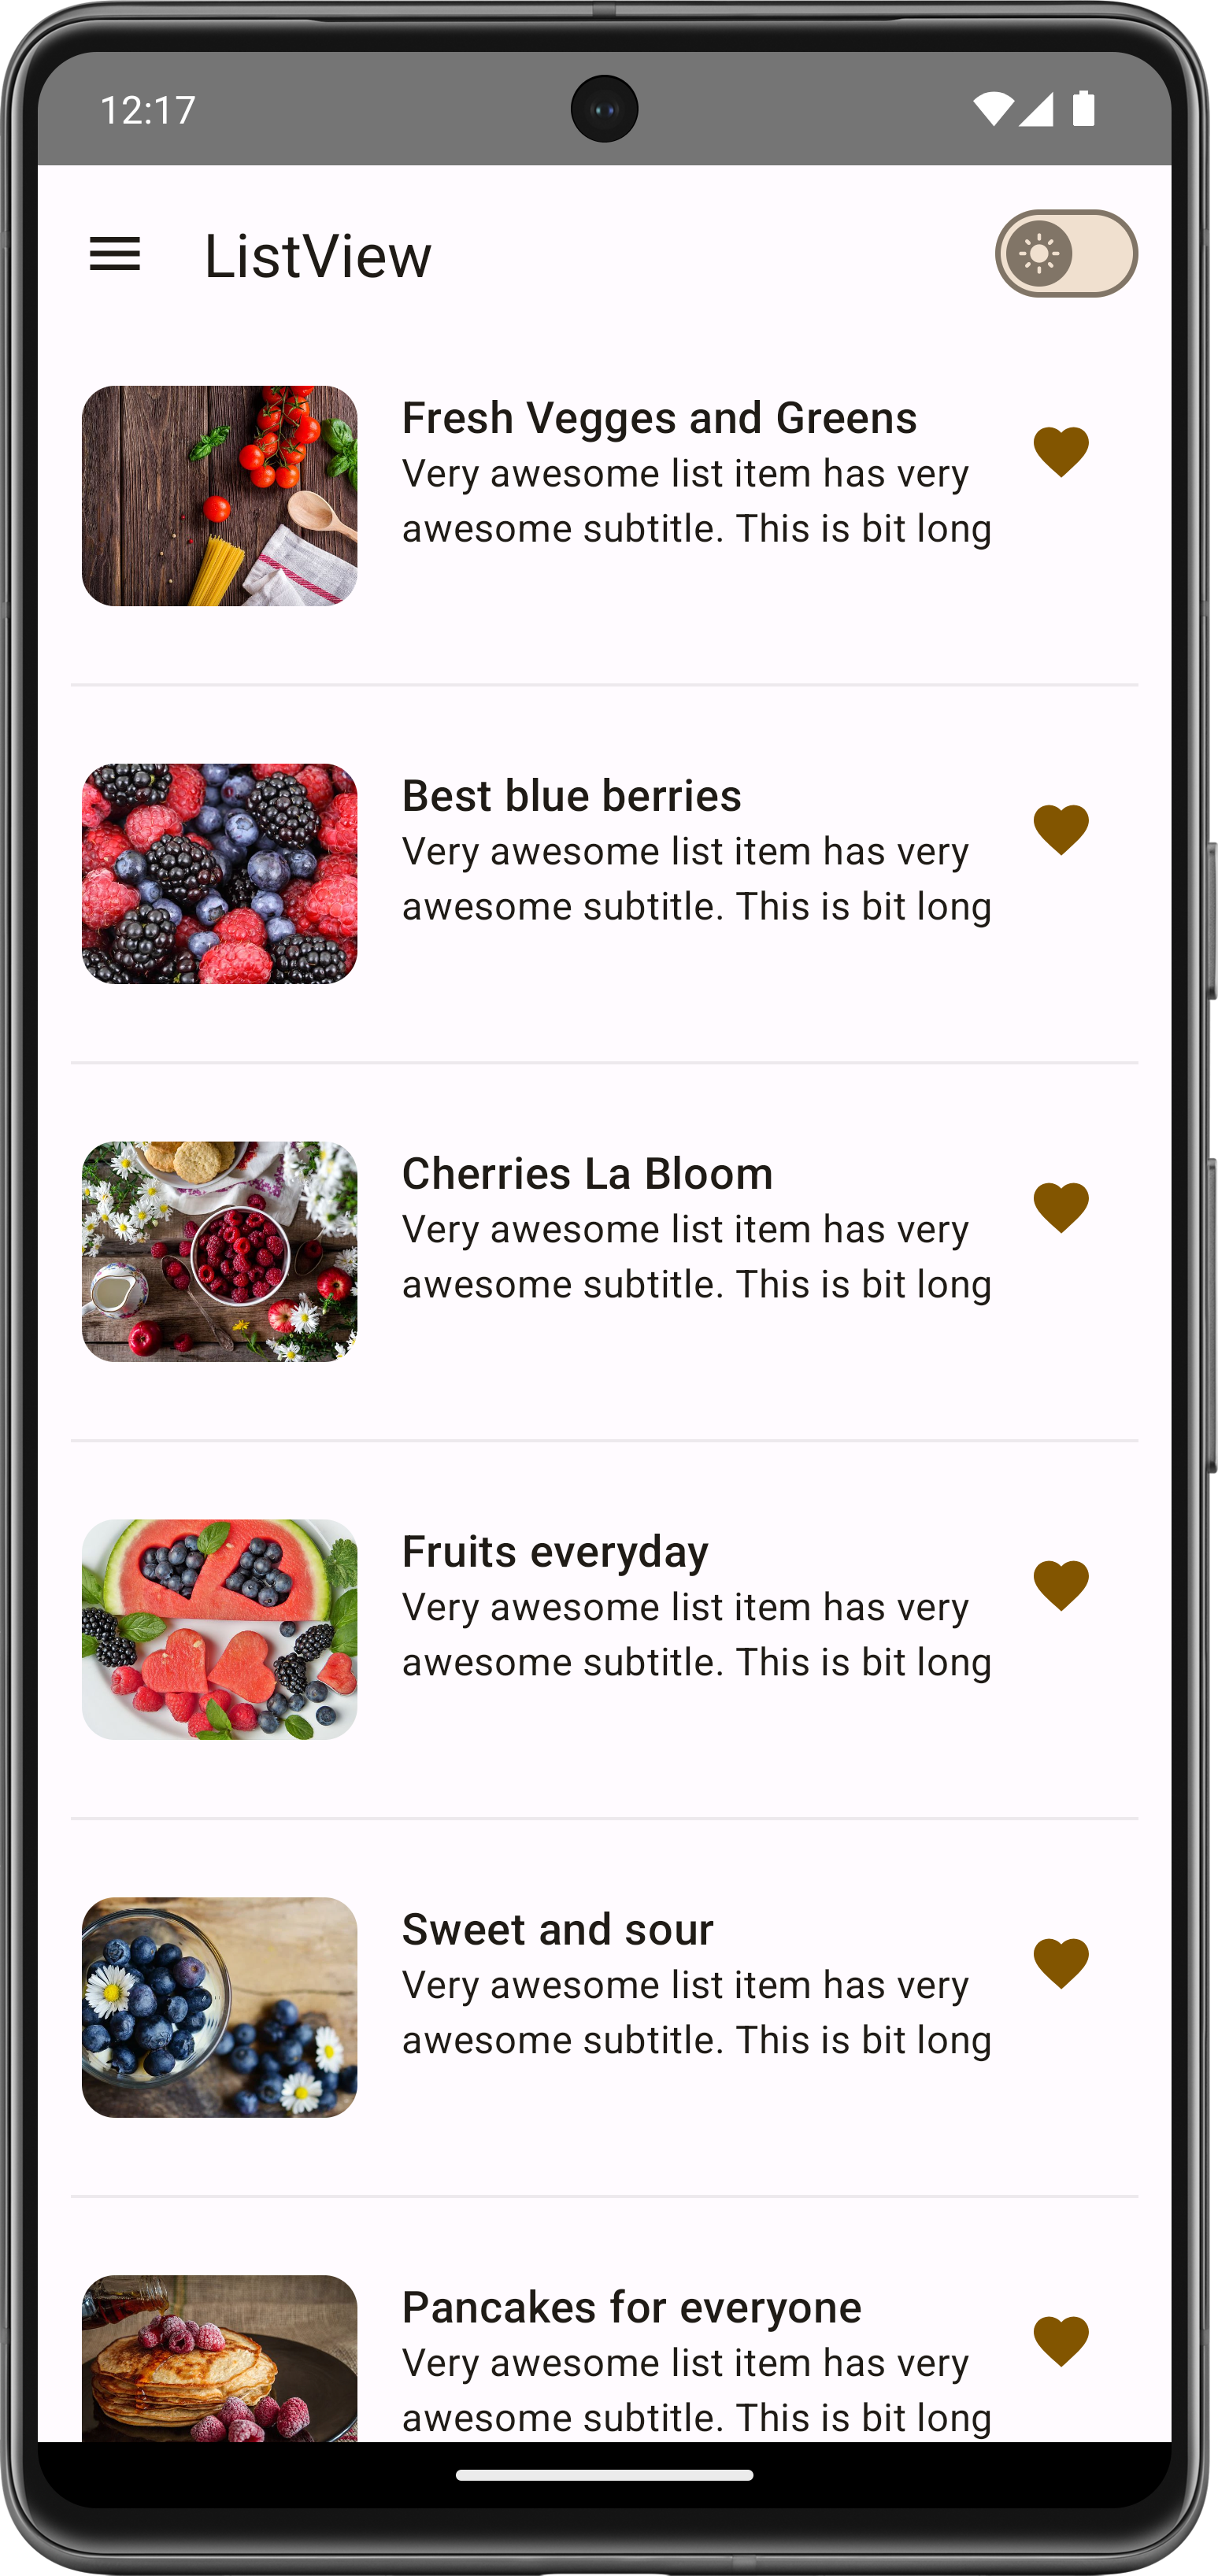 12:17
ListView
Fresh Vegges and Greens
Very awesome list item has very
awesome subtitle. This is bit long
Best blue berries
Very awesome list item has very
awesome subtitle. This is bit long
Cherries La Bloom
Very awesome list item has very
awesome subtitle. This is bit long
Fruits everyday
Very awesome list item has very
awesome subtitle. This is bit long
Sweet and sour
Very awesome list item has very
awesome subtitle. This is bit long
Pancakes for everyone
Very awesome list item has very
awesome subtitle. This is bit long